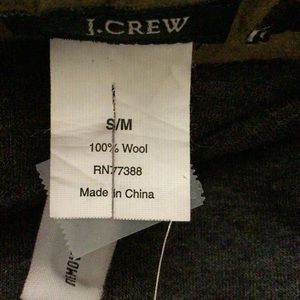 J.CREW
S/M
100% Wool
RN77388
Made in China